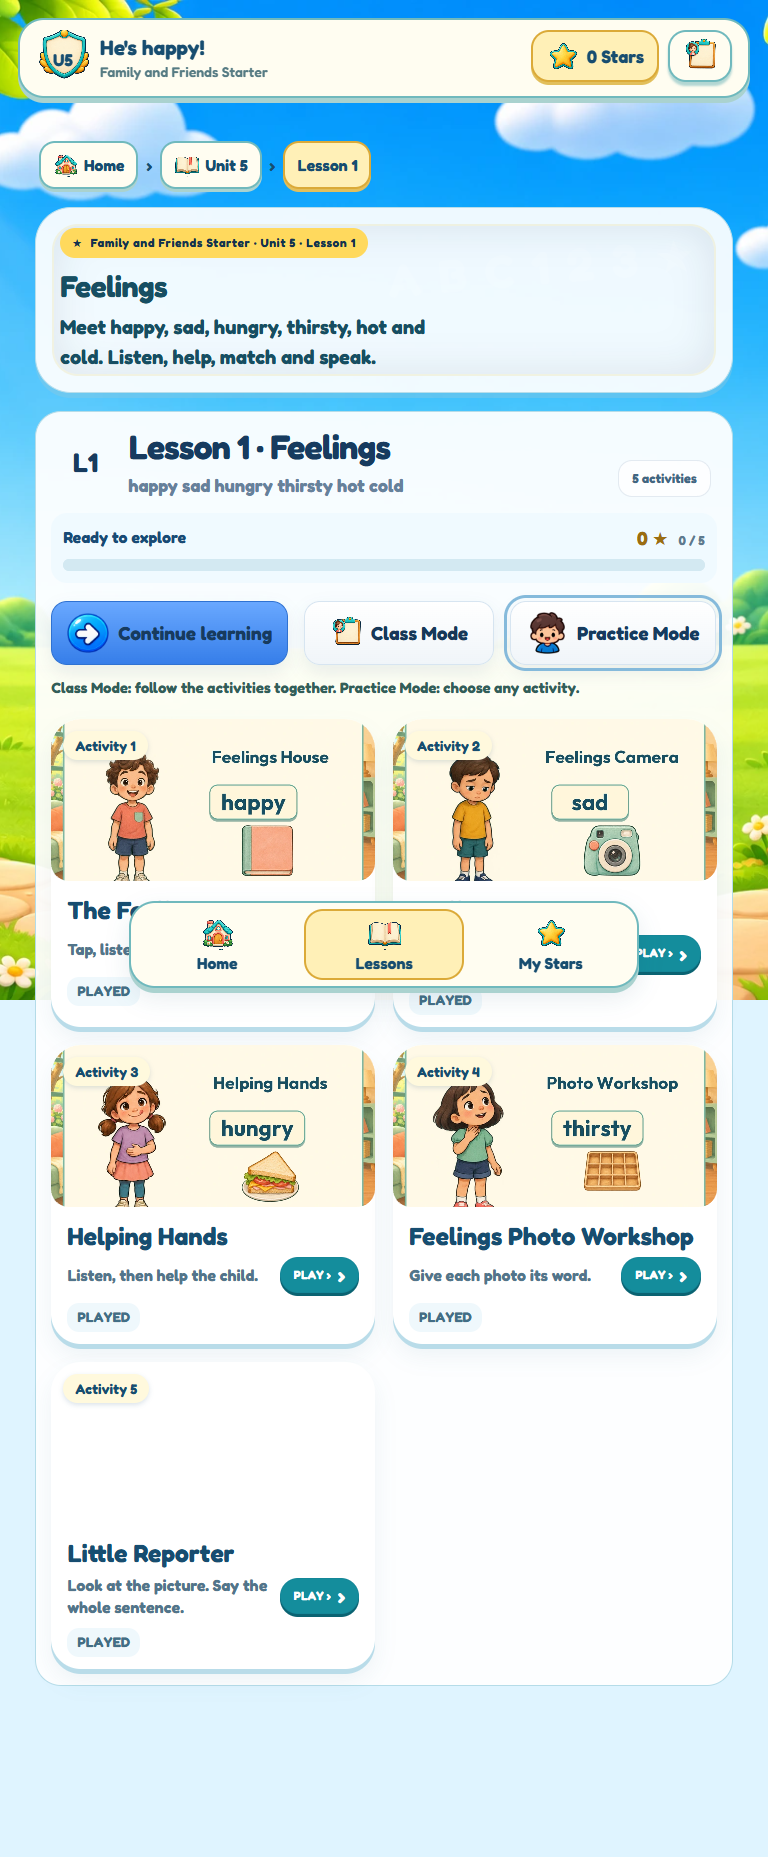 U5
He's happy!
Family and Friends Starter
0 Stars
Home › Unit 5 › Lesson 1
★ Family and Friends Starter · Unit 5 · Lesson 1
Feelings
Meet happy, sad, hungry, thirsty, hot and
cold. Listen, help, match and speak.
L1
Lesson 1 · Feelings
happy sad hungry thirsty hot cold
5 activities
Ready to explore
0 ★ 0 / 5
Continue learning
Class Mode
Practice Mode
Class Mode: follow the activities together. Practice Mode: choose any activity.
Activity 1
Feelings House
happy
Activity 2
Feelings Camera
sad
The
Tap,
PLAYED
PLAY ›
PLAYED
Home
Lessons
My Stars
Activity 3
Helping Hands
hungry
Activity 4
Photo Workshop
thirsty
Helping Hands
Listen, then help the child.
PLAY ›
PLAYED
Feelings Photo Workshop
Give each photo its word.
PLAY ›
PLAYED
Activity 5
Little Reporter
Look at the picture. Say the
whole sentence.
PLAY ›
PLAYED